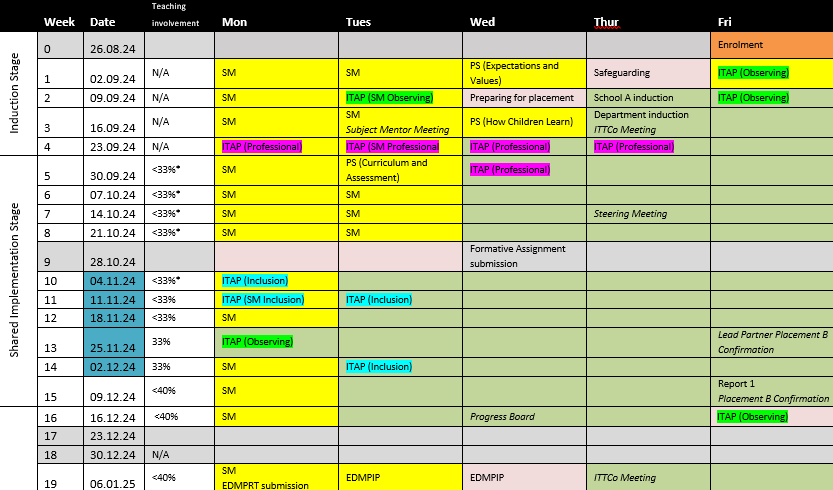 Week Date Teaching involvement Mon Tues Wed Thur Fri
Induction Stage
0 26.08.24 Enrolment
1 02.09.24 N/A SM SM PS (Expectations and Values) Safeguarding ITAP (Observing)
2 09.09.24 N/A SM ITAP (SM Observing) Preparing for placement School A induction ITAP (Observing)
3 16.09.24 N/A SM SM Subject Mentor Meeting PS (How Children Learn) Department induction ITTCo Meeting
4 23.09.24 N/A ITAP (Professional) ITAP (SM Professional ITAP (Professional) ITAP (Professional)
Shared Implementation Stage
5 30.09.24 <33%* SM PS (Curriculum and Assessment) ITAP (Professional)
6 07.10.24 <33%* SM SM
7 14.10.24 <33%* SM SM Steering Meeting
8 21.10.24 <33%* SM SM
9 28.10.24 Formative Assignment submission
10 04.11.24 <33%* ITAP (Inclusion)
11 11.11.24 <33% ITAP (SM Inclusion) ITAP (Inclusion)
12 18.11.24 <33% SM
13 25.11.24 33% ITAP (Observing) Lead Partner Placement B Confirmation
14 02.12.24 33% SM ITAP (Inclusion)
15 09.12.24 <40% SM Report 1 Placement B Confirmation
16 16.12.24 <40% SM Progress Board ITAP (Observing)
17 23.12.24
18 30.12.24 N/A
19 06.01.25 <40% SM EDMPRT submission EDMPIP EDMPIP ITTCo Meeting